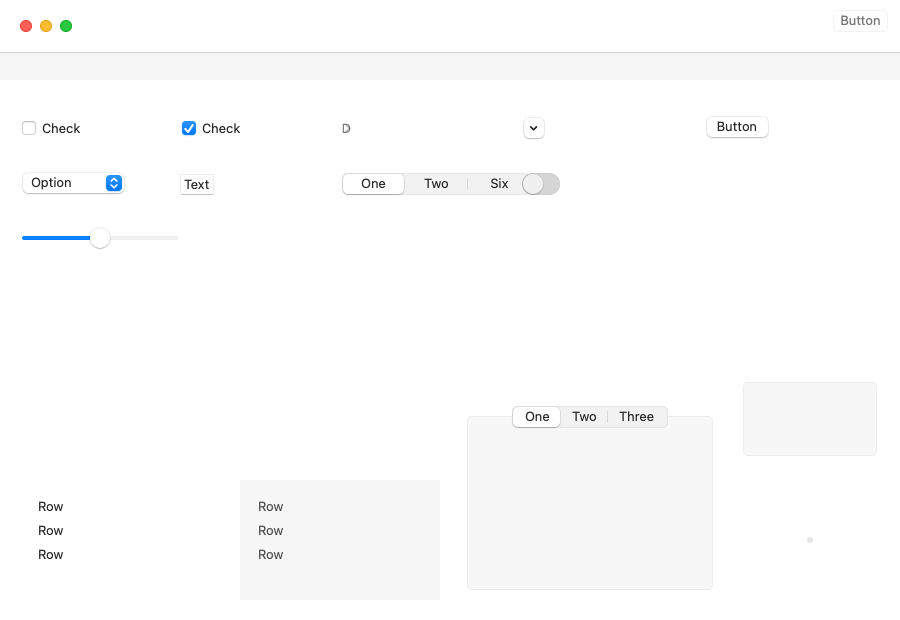 Button
Check
Check
Button
Option
Text
One Two Six
One Two Three
Row
Row
Row
Row
Row
Row